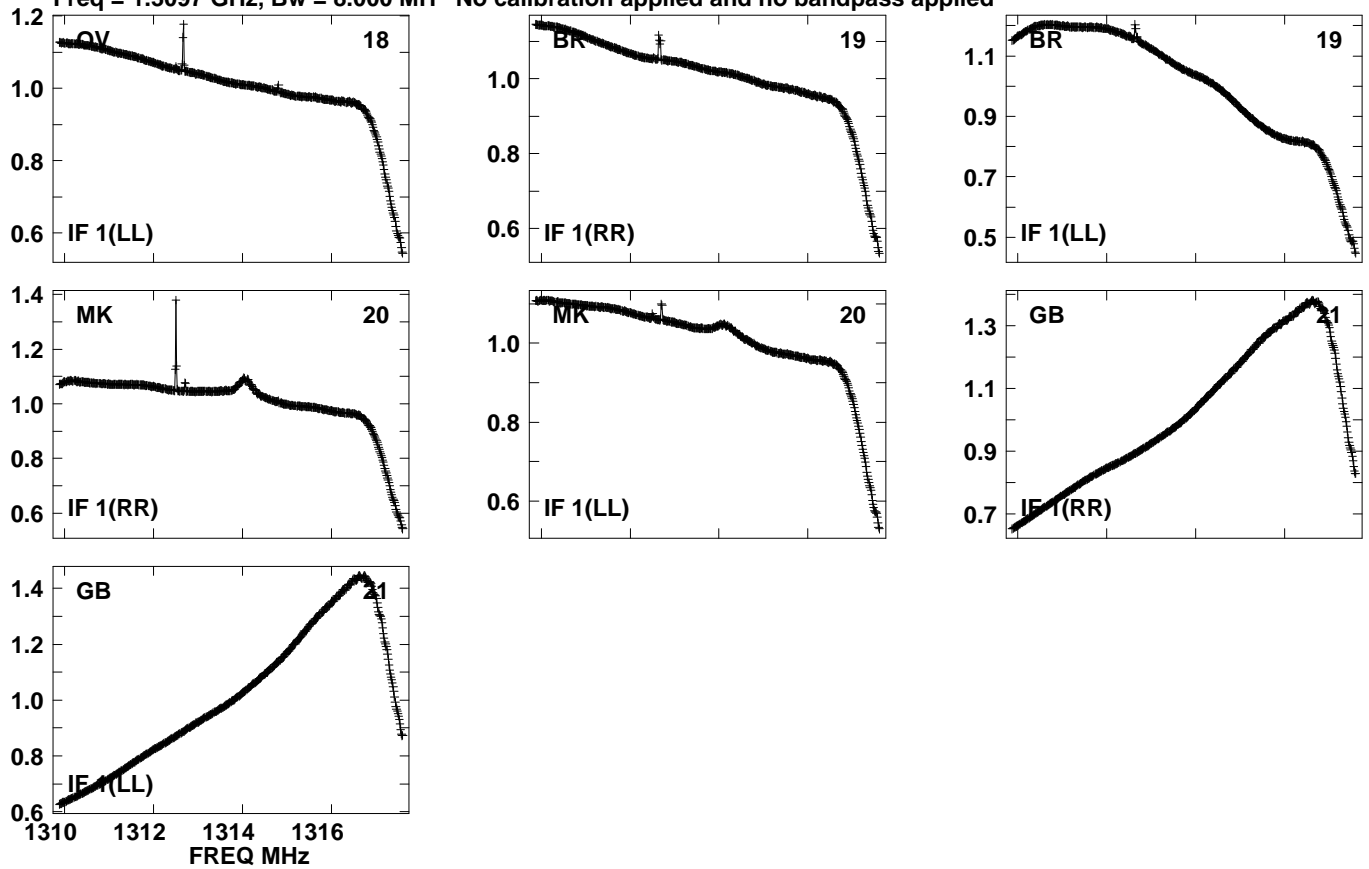 Freq = 1.3097 GHz, Bw = 8.000 MH No calibration applied and no bandpass applied
1.2
1.0
0.8
0.6
OV
18
IF 1(LL)
1.0
0.8
0.6
BR
19
IF 1(RR)
1.1
0.9
0.7
0.5
BR
19
IF 1(LL)
1.4
1.2
1.0
0.8
0.6
MK
20
IF 1(RR)
1.0
0.8
0.6
MK
20
IF 1(LL)
1.3
1.1
0.9
0.7
GB
21
IF 1(RR)
1.4
1.2
1.0
0.8
0.6
GB
21
IF 1(LL)
1310 1312 1314 1316
FREQ MHz